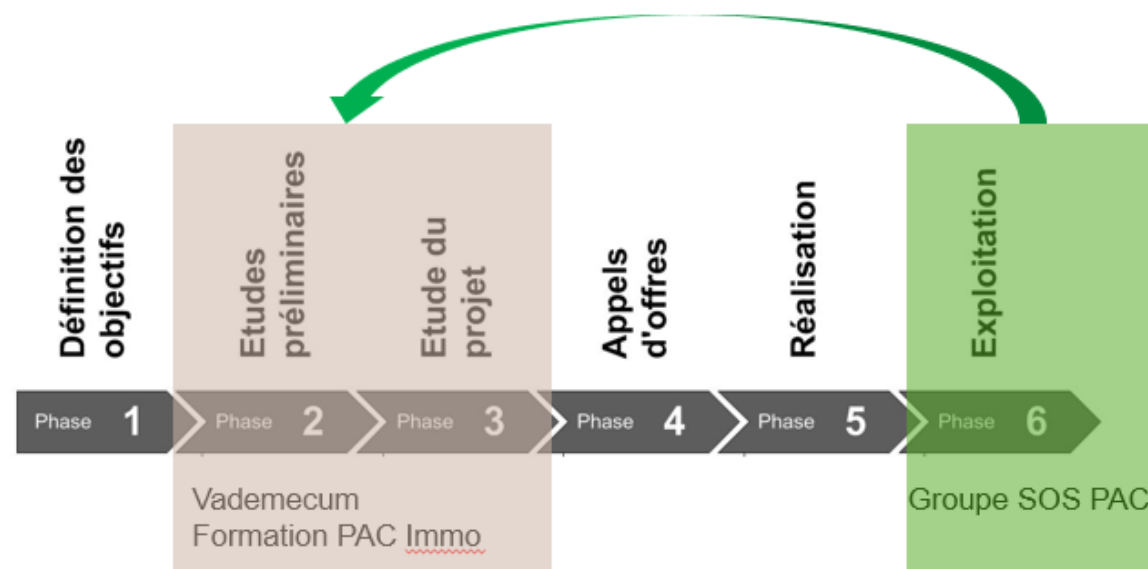 Définition des
objectifs
Etudes
préliminaires
Etude du
projet
Appels
d'offres
Réalisation
Exploitation
Phase 1
Phase 2
Phase 3
Phase 4
Phase 5
Phase 6
Vademecum
Formation PAC Immo
Groupe SOS PAC